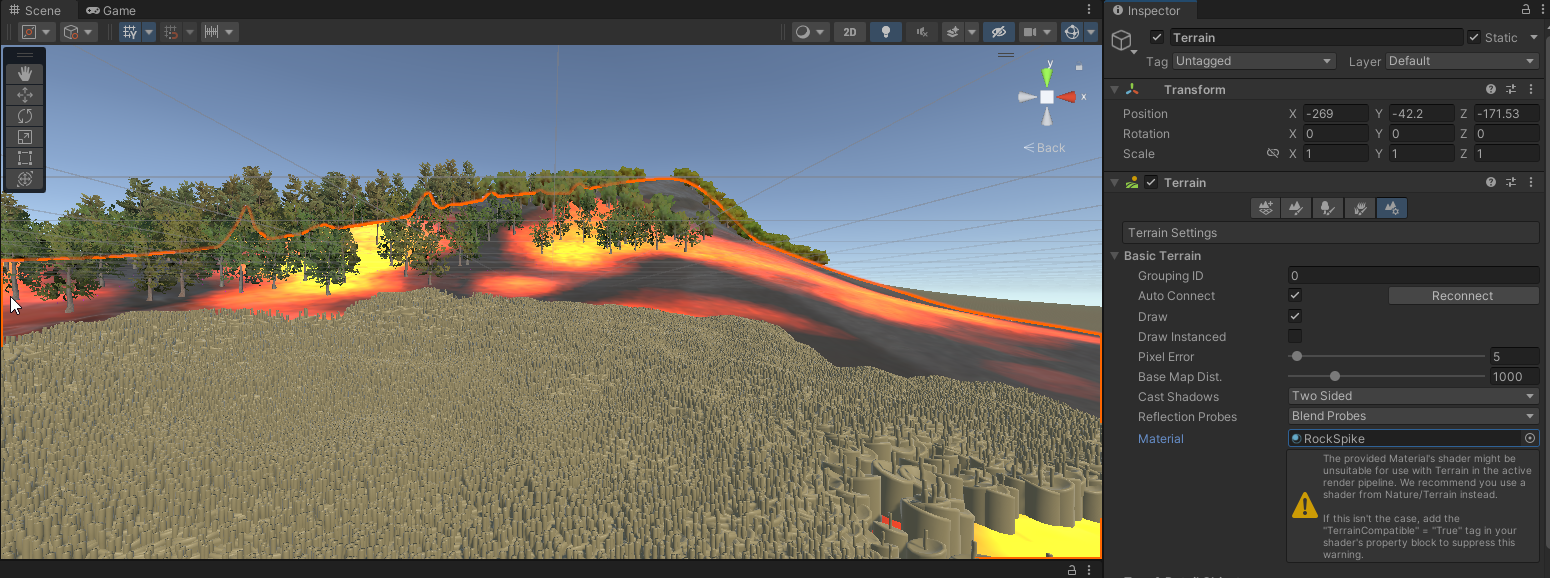 Scene
Game
2D
y
x
Back
Inspector
Terrain
Static
Tag
Untagged
Layer
Default
Transform
Position
X
-269
Y
-42.2
Z
-171.53
Rotation
X
0
Y
0
Z
0
Scale
X
1
Y
1
Z
1
Terrain
Terrain Settings
Basic Terrain
Grouping ID
0
Auto Connect
Reconnect
Draw
Draw Instanced
Pixel Error
5
Base Map Dist.
1000
Cast Shadows
Two Sided
Reflection Probes
Blend Probes
Material
RockSpike
The provided Material's shader might be
unsuitable for use with Terrain in the active
render pipeline. We recommend you use a
shader from Nature/Terrain instead.
If this isn't the case, add the
"TerrainCompatible" = "True" tag in your
shader's property block to suppress this
warning.